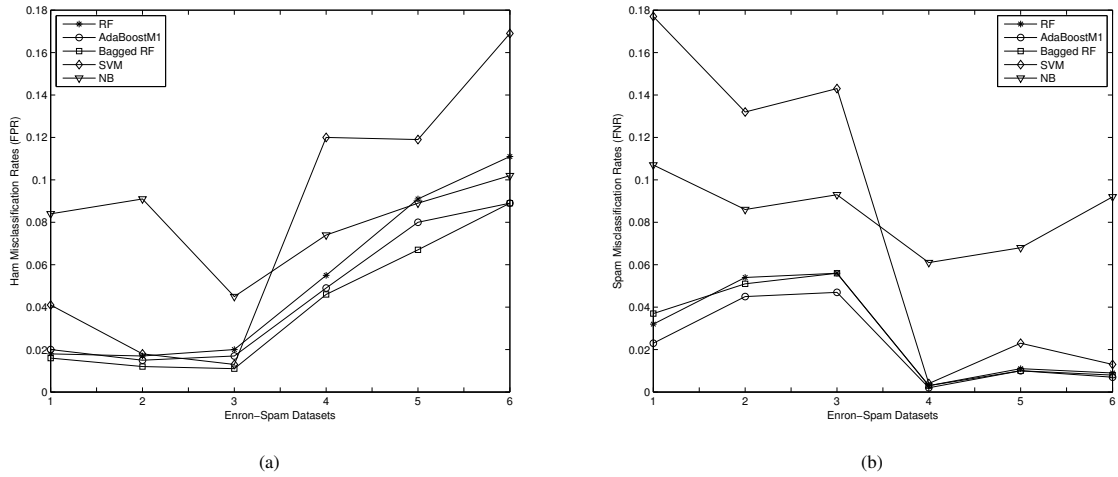 0.18
0.16
0.14
0.12
0.1
0.08
0.06
0.04
0.02
0
Ham Misclassification Rates (FPR)
RF
AdaBoostM1
Bagged RF
SVM
NB
1 2 3 4 5 6
Enron−Spam Datasets
(a)
0.18
0.16
0.14
0.12
0.1
0.08
0.06
0.04
0.02
0
Spam Misclassification Rates (FNR)
RF
AdaBoostM1
Bagged RF
SVM
NB
1 2 3 4 5 6
Enron−Spam Datasets
(b)